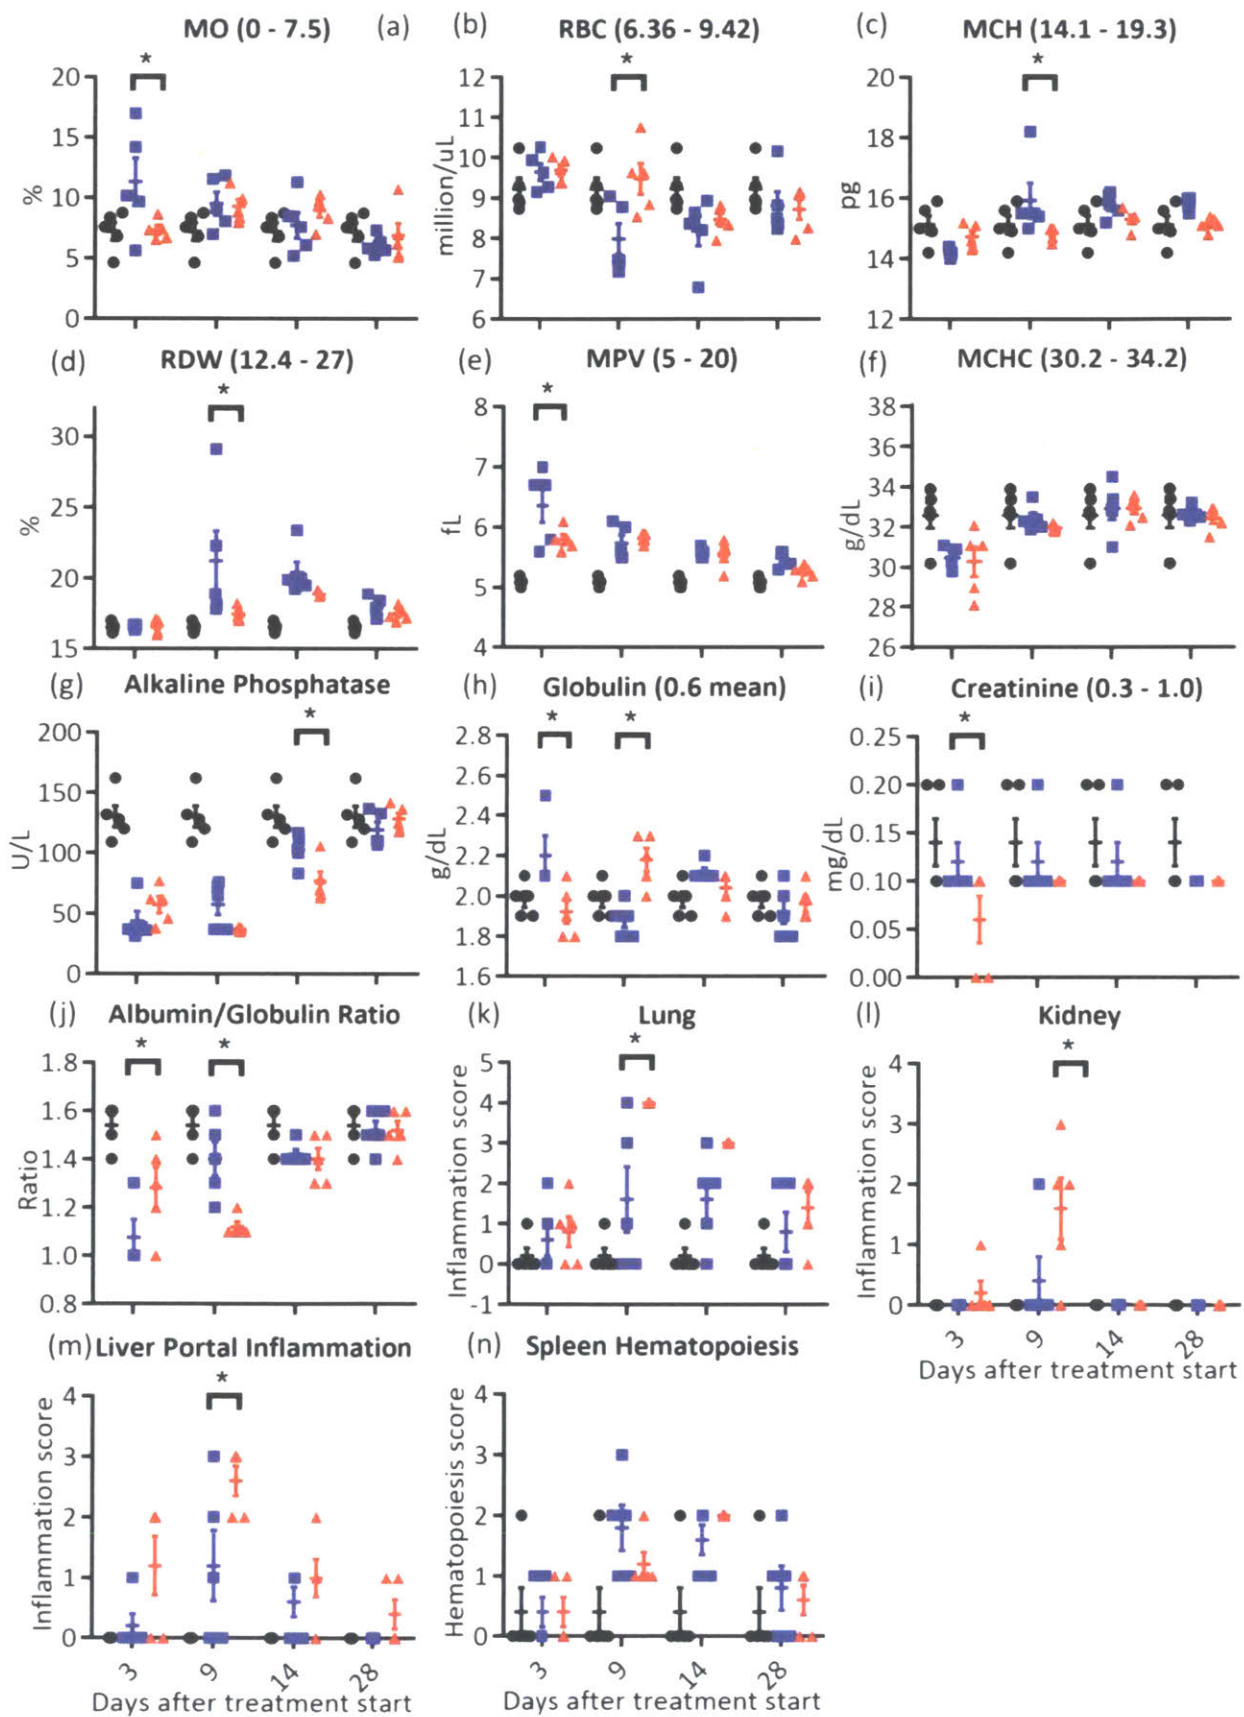 MO (0 - 7.5) (a)
*
20
15
10
5
0
%
(b) RBC (6.36 - 9.42)
*
12
11
10
9
8
7
6
million/uL
(c) MCH (14.1 - 19.3)
*
20
18
16
14
12
pg
(d) RDW (12.4 - 27)
*
30
25
20
15
%
(e) MPV (5 - 20)
*
8
7
6
5
4
fL
(f) MCHC (30.2 - 34.2)
38
36
34
32
30
28
26
g/dL
(g) Alkaline Phosphatase
*
200
150
100
50
0
U/L
(h) Globulin (0.6 mean)
* *
2.8
2.6
2.4
2.2
2.0
1.8
1.6
g/dL
(i) Creatinine (0.3 - 1.0)
*
0.25
0.20
0.15
0.10
0.05
0.00
mg/dL
(j) Albumin/Globulin Ratio
* *
1.8
1.6
1.4
1.2
1.0
0.8
Ratio
(k) Lung
*
5
4
3
2
1
0
-1
Inflammation score
(l) Kidney
*
4
3
2
1
0
Inflammation score
3 9 14 28
Days after treatment start
(m) Liver Portal Inflammation
*
4
3
2
1
0
Inflammation score
3 9 14 28
Days after treatment start
(n) Spleen Hematopoiesis
4
3
2
1
0
Hematopoiesis score
3 9 14 28
Days after treatment start